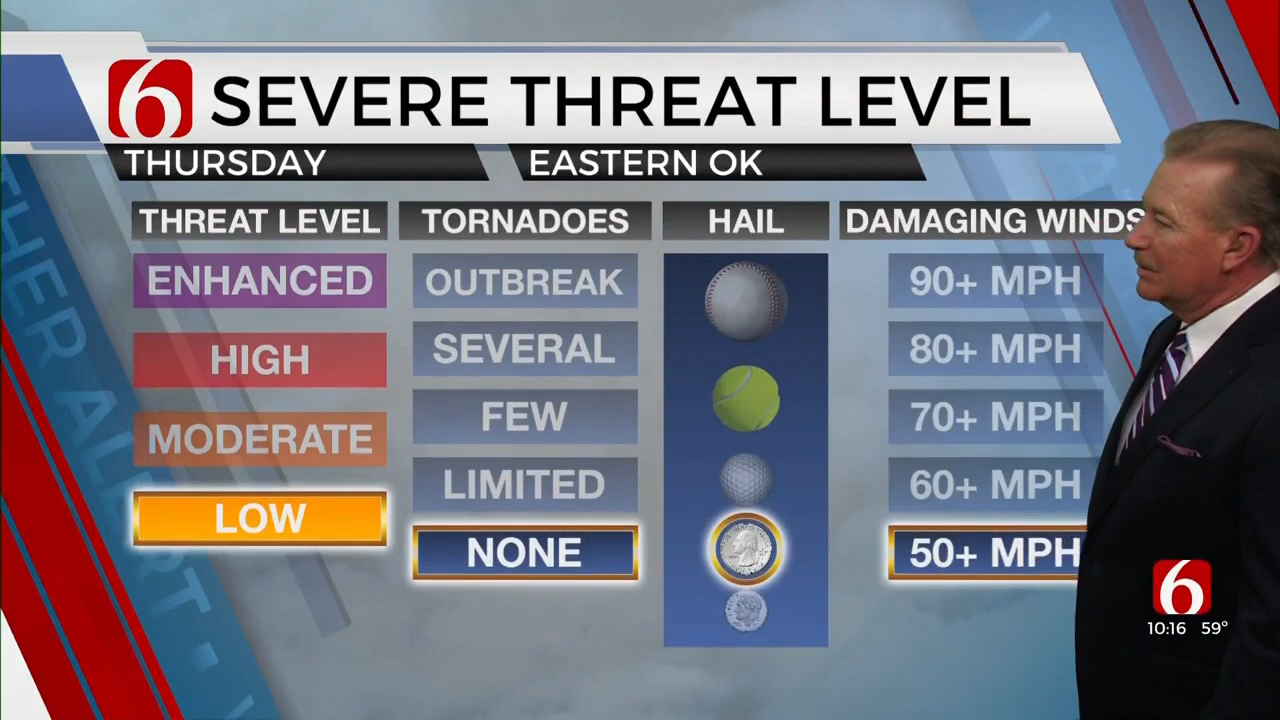 6 SEVERE THREAT LEVEL
THURSDAY EASTERN OK
THREAT LEVEL TORNADOES HAIL DAMAGING WINDS
ENHANCED OUTBREAK 90+ MPH
HIGH SEVERAL 80+ MPH
MODERATE FEW 70+ MPH
LIMITED 60+ MPH
LOW NONE 50+ MPH
6
10:16 59°